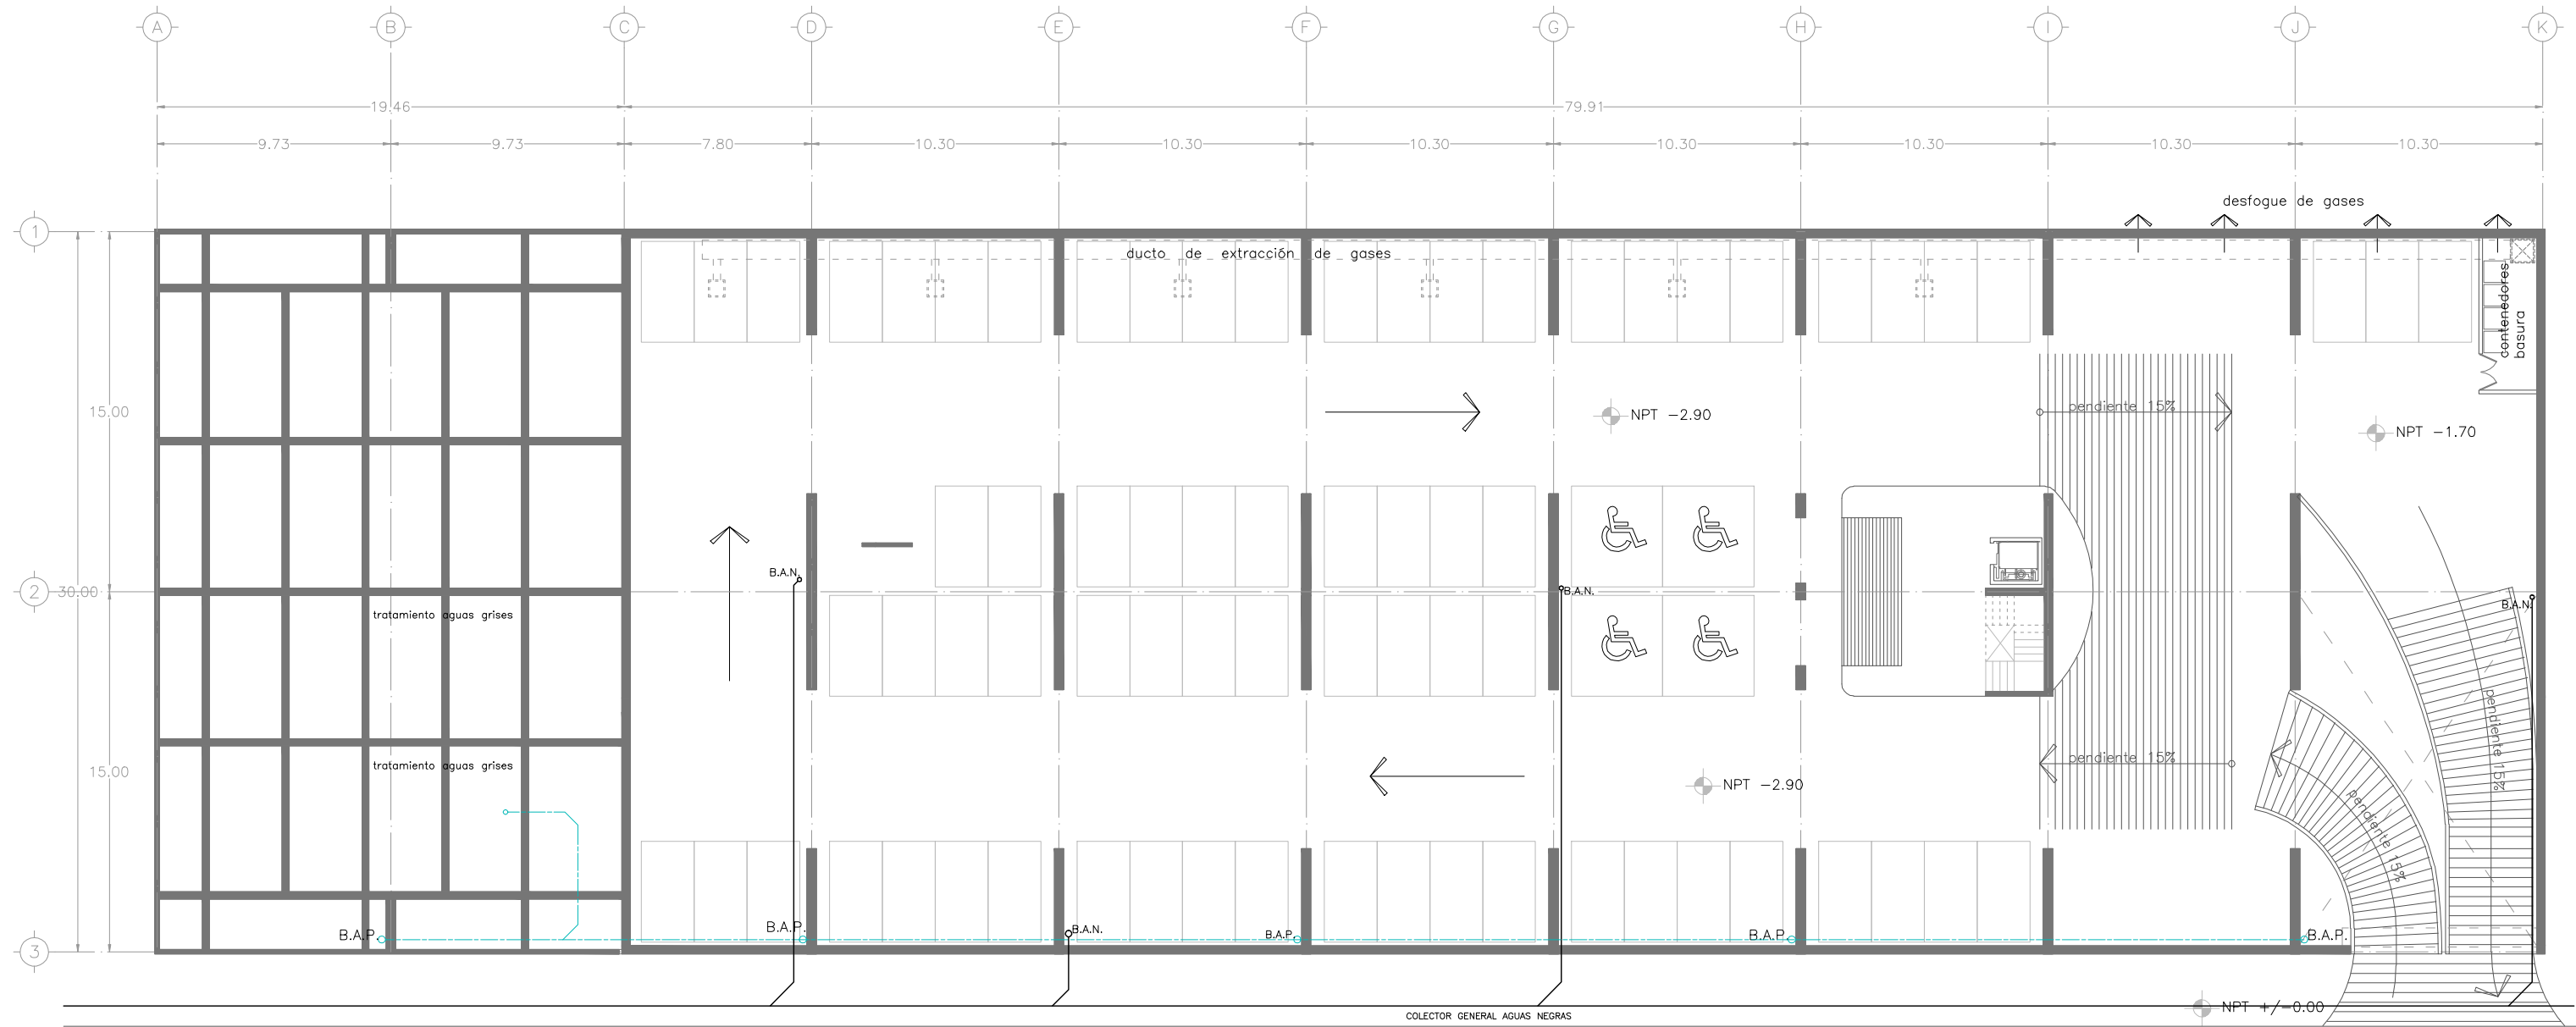 A B C D E F G H I J K
19.46 79.91
9.73 9.73 7.80 10.30 10.30 10.30 10.30 10.30 10.30 10.30
desfogue de gases
1
ducto de extracción de gases
contenedores
basura
15.00
NPT -2.90
pendiente 15%
NPT -1.70
B.A.N.
2
30.00
B.A.N.
B.A.N.
tratamiento aguas grises
pendiente 15%
tratamiento aguas grises
15.00
NPT -2.90
pendiente 15%
pendiente 15%
B.A.P.
B.A.P.
B.A.N.
B.A.P.
B.A.P.
B.A.P.
3
NPT +/-0.00
COLECTOR GENERAL AGUAS NEGRAS